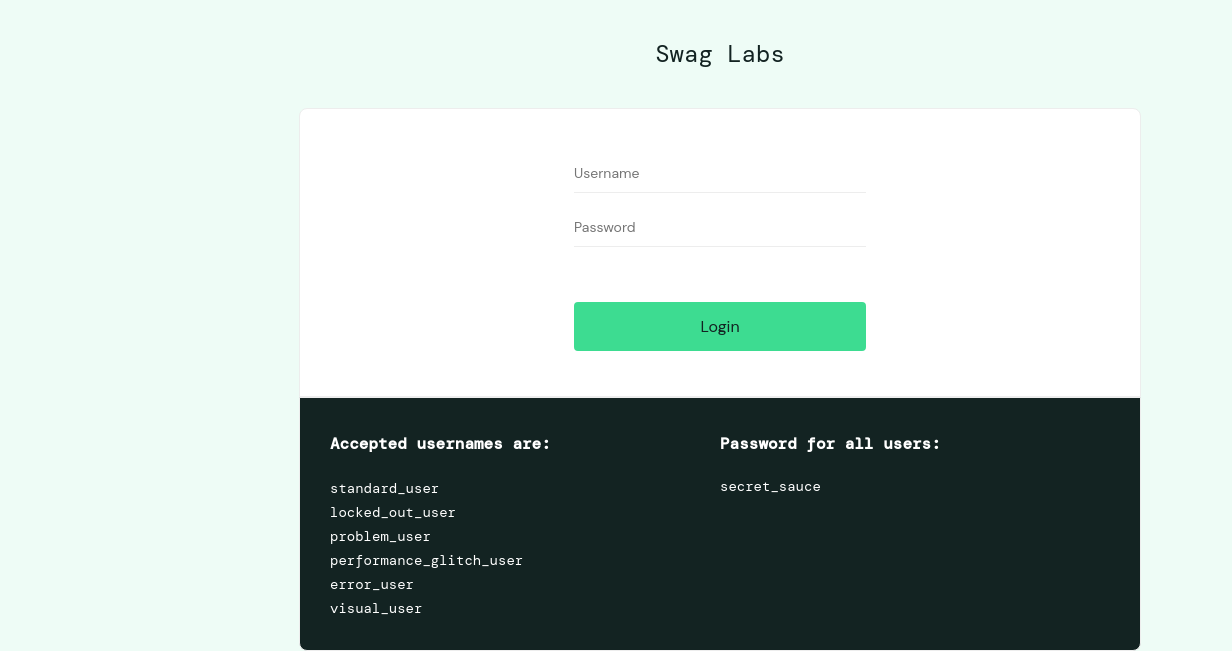 Swag Labs
Username
Password
Login
Accepted usernames are:
standard_user
locked_out_user
problem_user
performance_glitch_user
error_user
visual_user
Password for all users:
secret_sauce